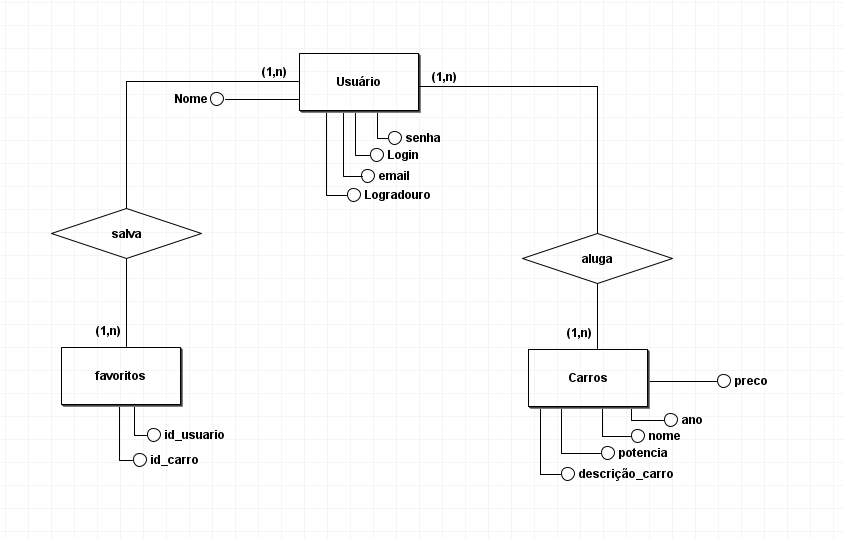 (1,n)
Usuário
(1,n)
Nome
senha
Login
email
Logradouro
salva
aluga
(1,n)
(1,n)
favoritos
Carros
preco
id_usuario
id_carro
ano
nome
potencia
descrição_carro